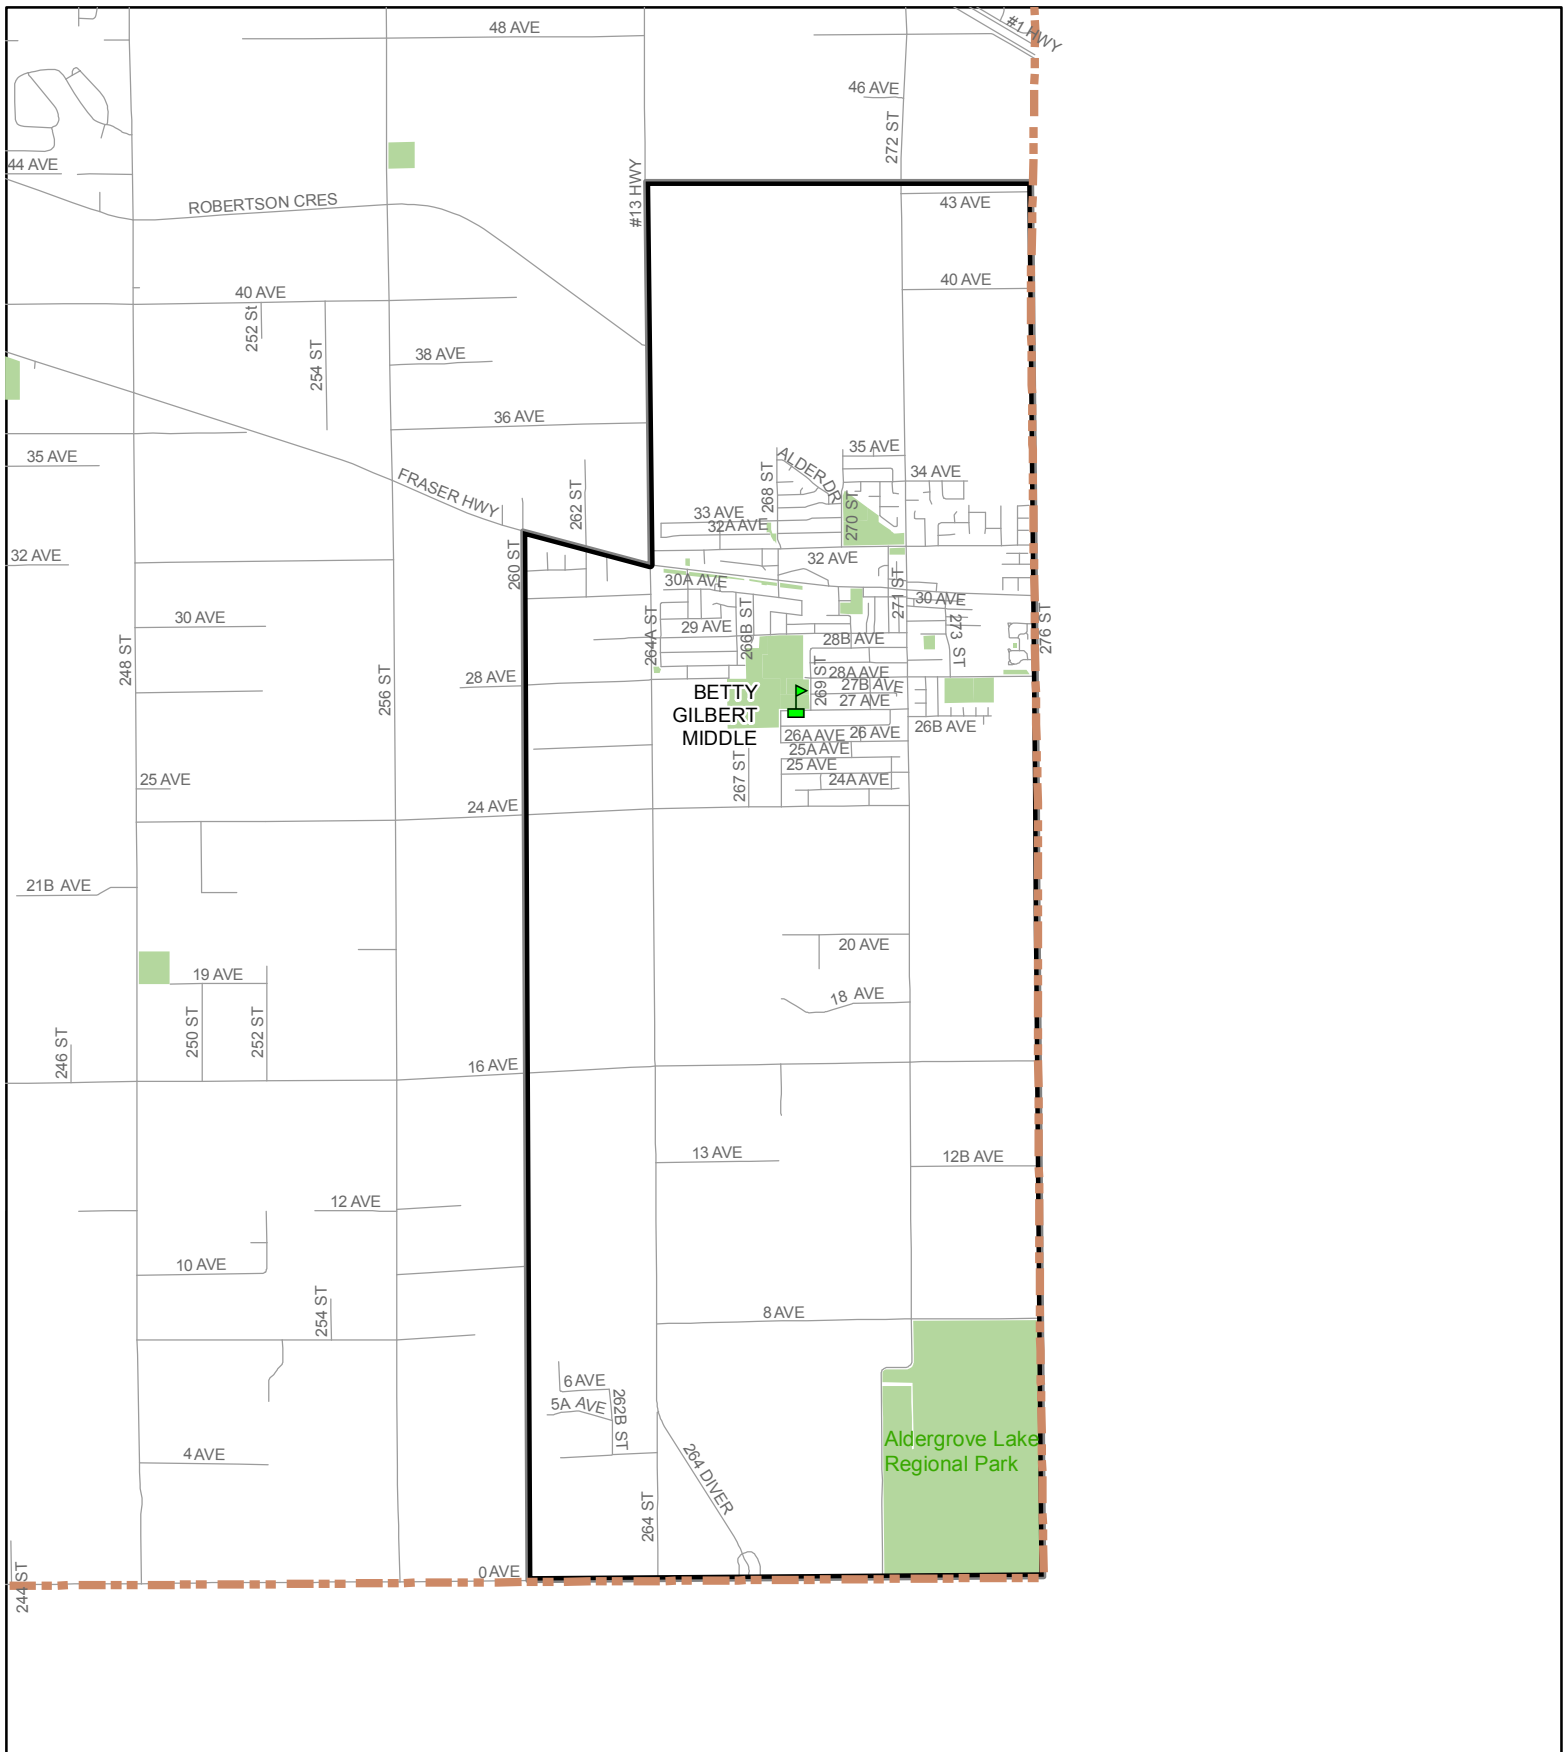 #1 HWY
48 AVE
46 AVE
272 ST
44 AVE
#13 HWY
ROBERTSON CRES
43 AVE
40 AVE
40 AVE
252 St
254 ST
38 AVE
36 AVE
35 AVE
FRASER HWY
262 ST
268 ST
ALDER DR
35 AVE
34 AVE
270 ST
33 AVE
32A AVE
32 AVE
260 ST
32 AVE
30A AVE
271 ST
30 AVE
276 ST
30 AVE
248 ST
264A ST
29 AVE
266B ST
28B AVE
273 ST
256 ST
28 AVE
28A AVE
269 ST
27B AVE
27 AVE
BETTY
GILBERT
MIDDLE
26B AVE
26A AVE
26 AVE
25A AVE
25 AVE
267 ST
24A AVE
25 AVE
24 AVE
21B AVE
20 AVE
19 AVE
18 AVE
246 ST
250 ST
252 ST
16 AVE
13 AVE
12B AVE
12 AVE
10 AVE
254 ST
8 AVE
6 AVE
5A AVE
262B ST
4 AVE
264 DIVER
Aldergrove Lake
Regional Park
264 ST
0 AVE
244 ST